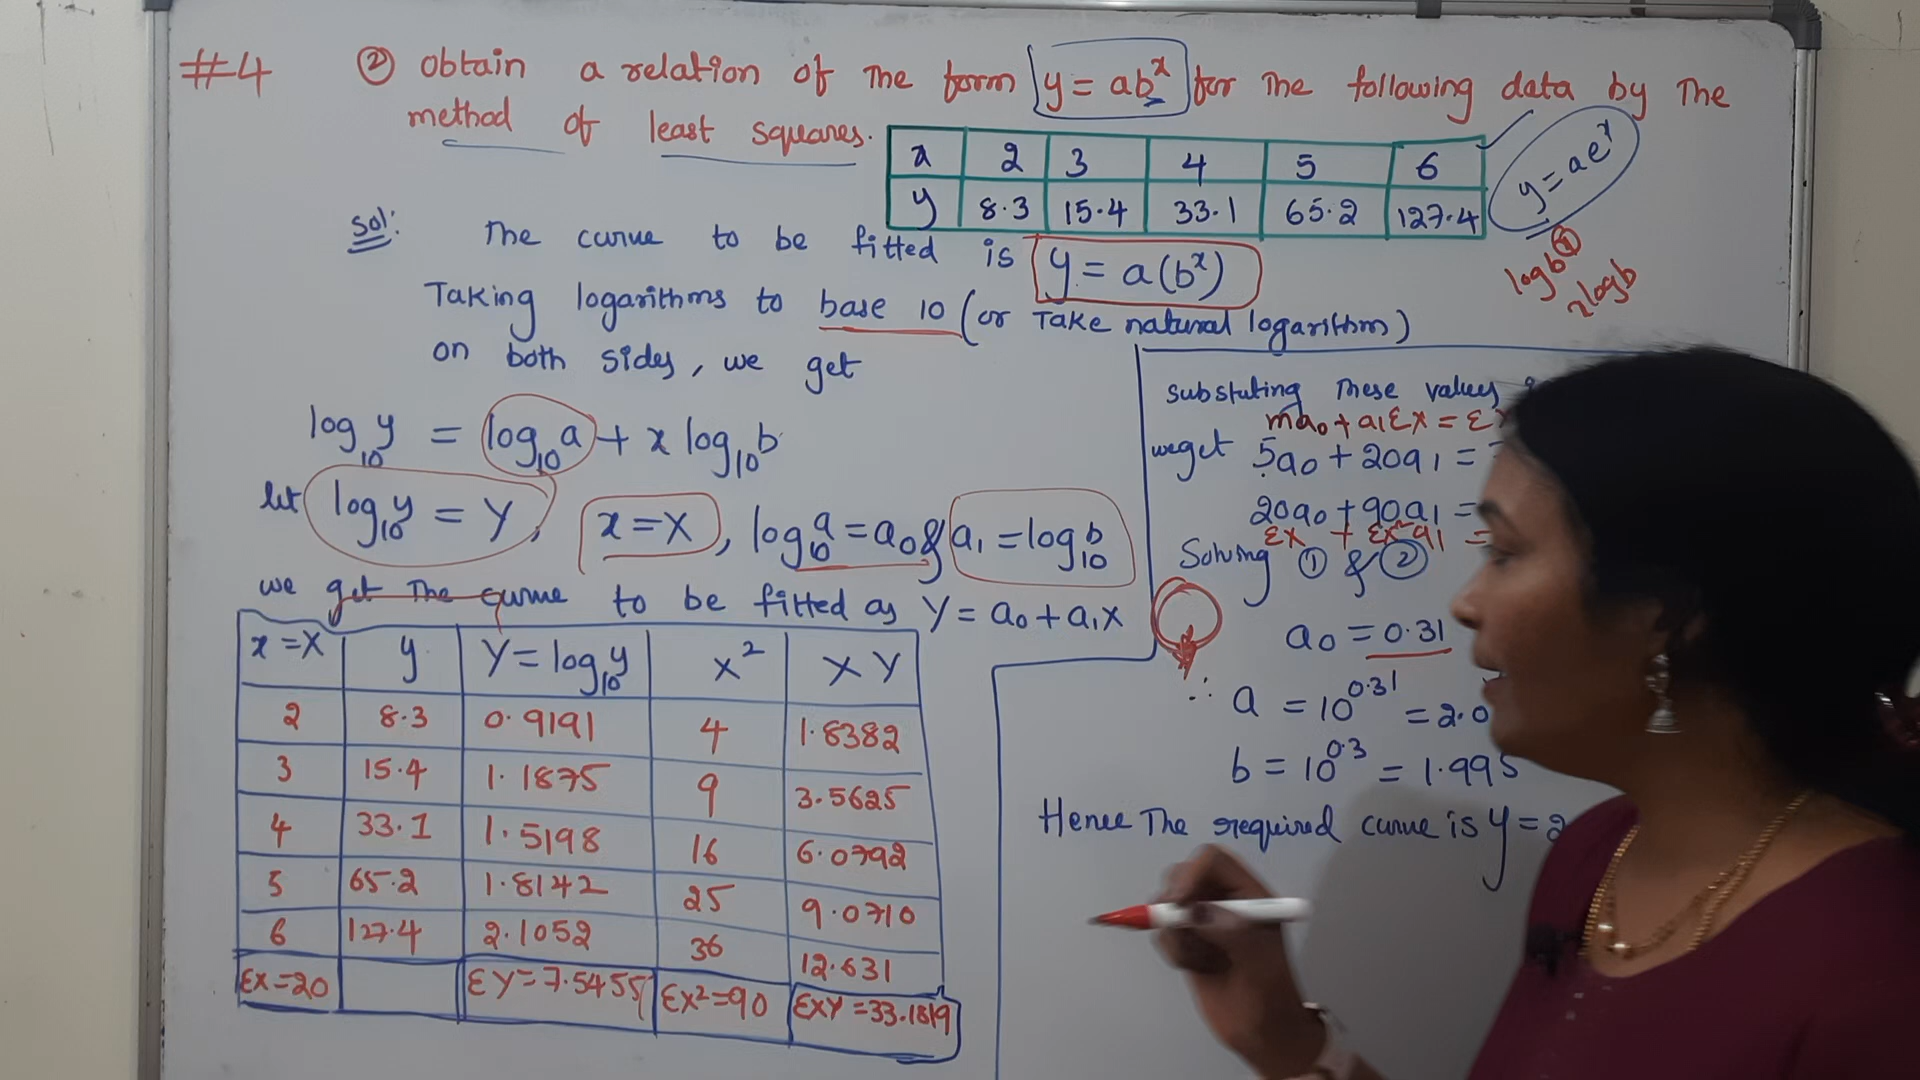 #4 ② obtain a relation of the form y = ab^x for the following data by the
method of least squares.
x 2 3 4 5 6
y 8.3 15.4 33.1 65.2 127.4
y = ae^x
log b^x
x log b
Sol: The curve to be fitted is y = a(b^x)
Taking logarithms to base 10 (or take natural logarithm)
on both sides, we get
log₁₀ y = log₁₀ a + x log₁₀ b
let log₁₀ y = Y, x = X, log₁₀ a = a₀ & a₁ = log₁₀ b
we get the curve to be fitted as Y = a₀ + a₁x
x = X y Y = log₁₀ y X² XY
2 8.3 0.9191 4 1.8382
3 15.4 1.1875 9 3.5625
4 33.1 1.5198 16 6.0792
5 65.2 1.8142 25 9.0710
6 127.4 2.1052 36 12.631
ΣX = 20 ΣY = 7.5455 ΣX² = 90 ΣXY = 33.1819
substuting these values
ma₀ + a₁Σx = Σ
we get 5a₀ + 20a₁ =
20a₀ + 90a₁ =
Σx + Σx²a₁ =
Solving ① & ②
a₀ = 0.31
∴ a = 10^0.31 = 2.0
b = 10^0.3 = 1.995
Hence The required curve is y = 2